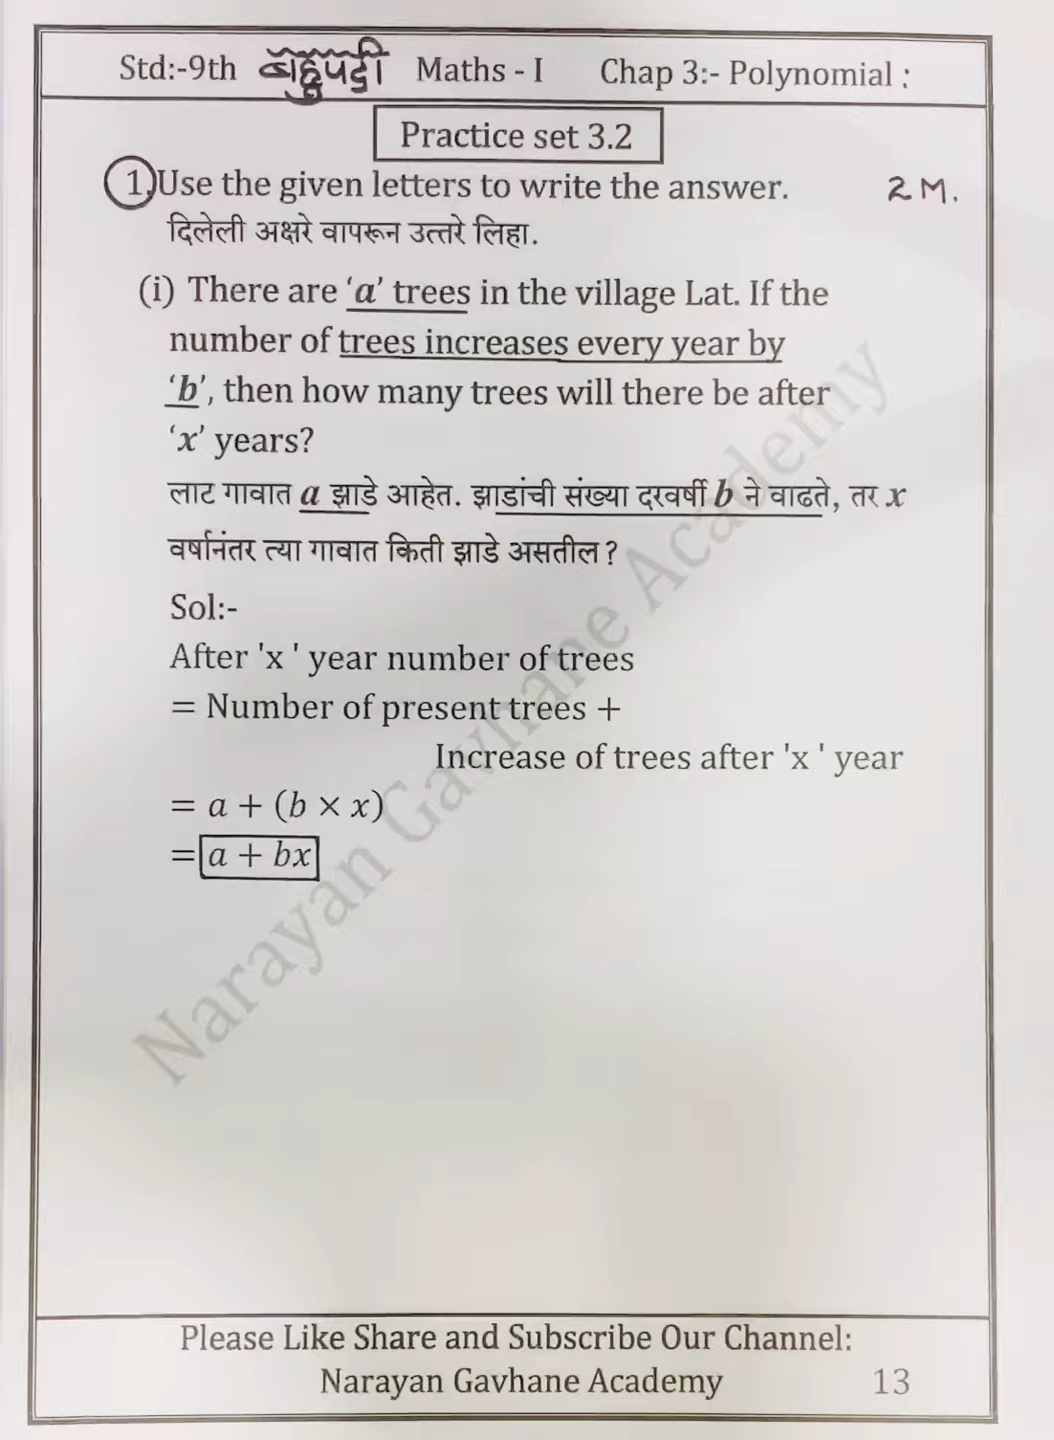 Std:-9th बहुपदी Maths - I Chap 3:- Polynomial :
Practice set 3.2
1. Use the given letters to write the answer. 2 M.
दिलेली अक्षरे वापरून उत्तरे लिहा.
(i) There are ‘a’ trees in the village Lat. If the
number of trees increases every year by
‘b’, then how many trees will there be after
‘x’ years?
लाट गावात a झाडे आहेत. झाडांची संख्या दरवर्षी b ने वाढते, तर x
वर्षानंतर त्या गावात किती झाडे असतील ?
Sol:-
After 'x ' year number of trees
= Number of present trees +
Increase of trees after 'x ' year
= a + (b × x)
= a + bx
Narayan Gavhane Academy
Please Like Share and Subscribe Our Channel:
Narayan Gavhane Academy 13